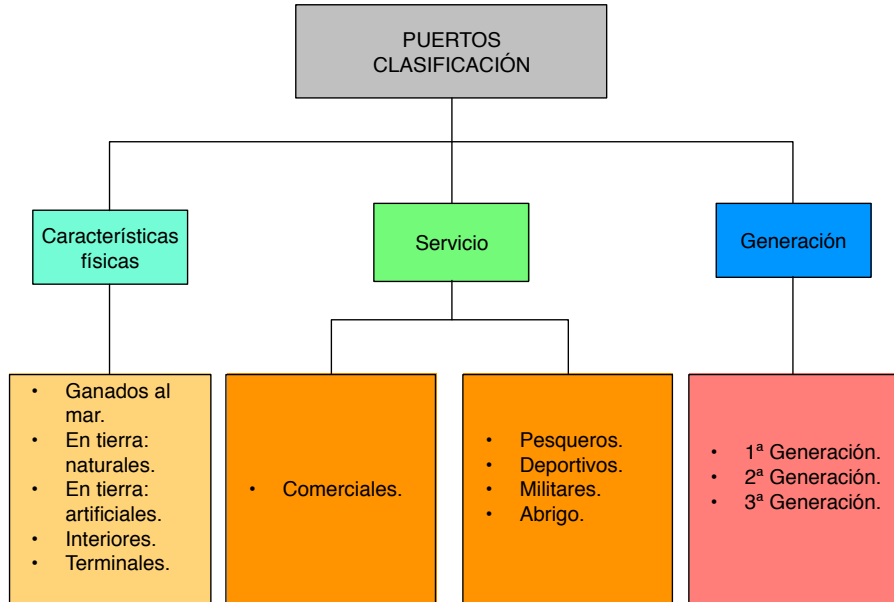 PUERTOS
CLASIFICACIÓN
Características
físicas
Servicio
Generación
• Ganados al
mar.
• En tierra:
naturales.
• En tierra:
artificiales.
• Interiores.
• Terminales.
• Comerciales.
• Pesqueros.
• Deportivos.
• Militares.
• Abrigo.
• 1ª Generación.
• 2ª Generación.
• 3ª Generación.